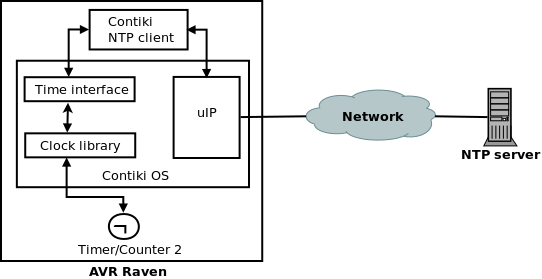 Contiki
NTP client
Time interface
uIP
Clock library
Contiki OS
Network
NTP server
Timer/Counter 2
AVR Raven